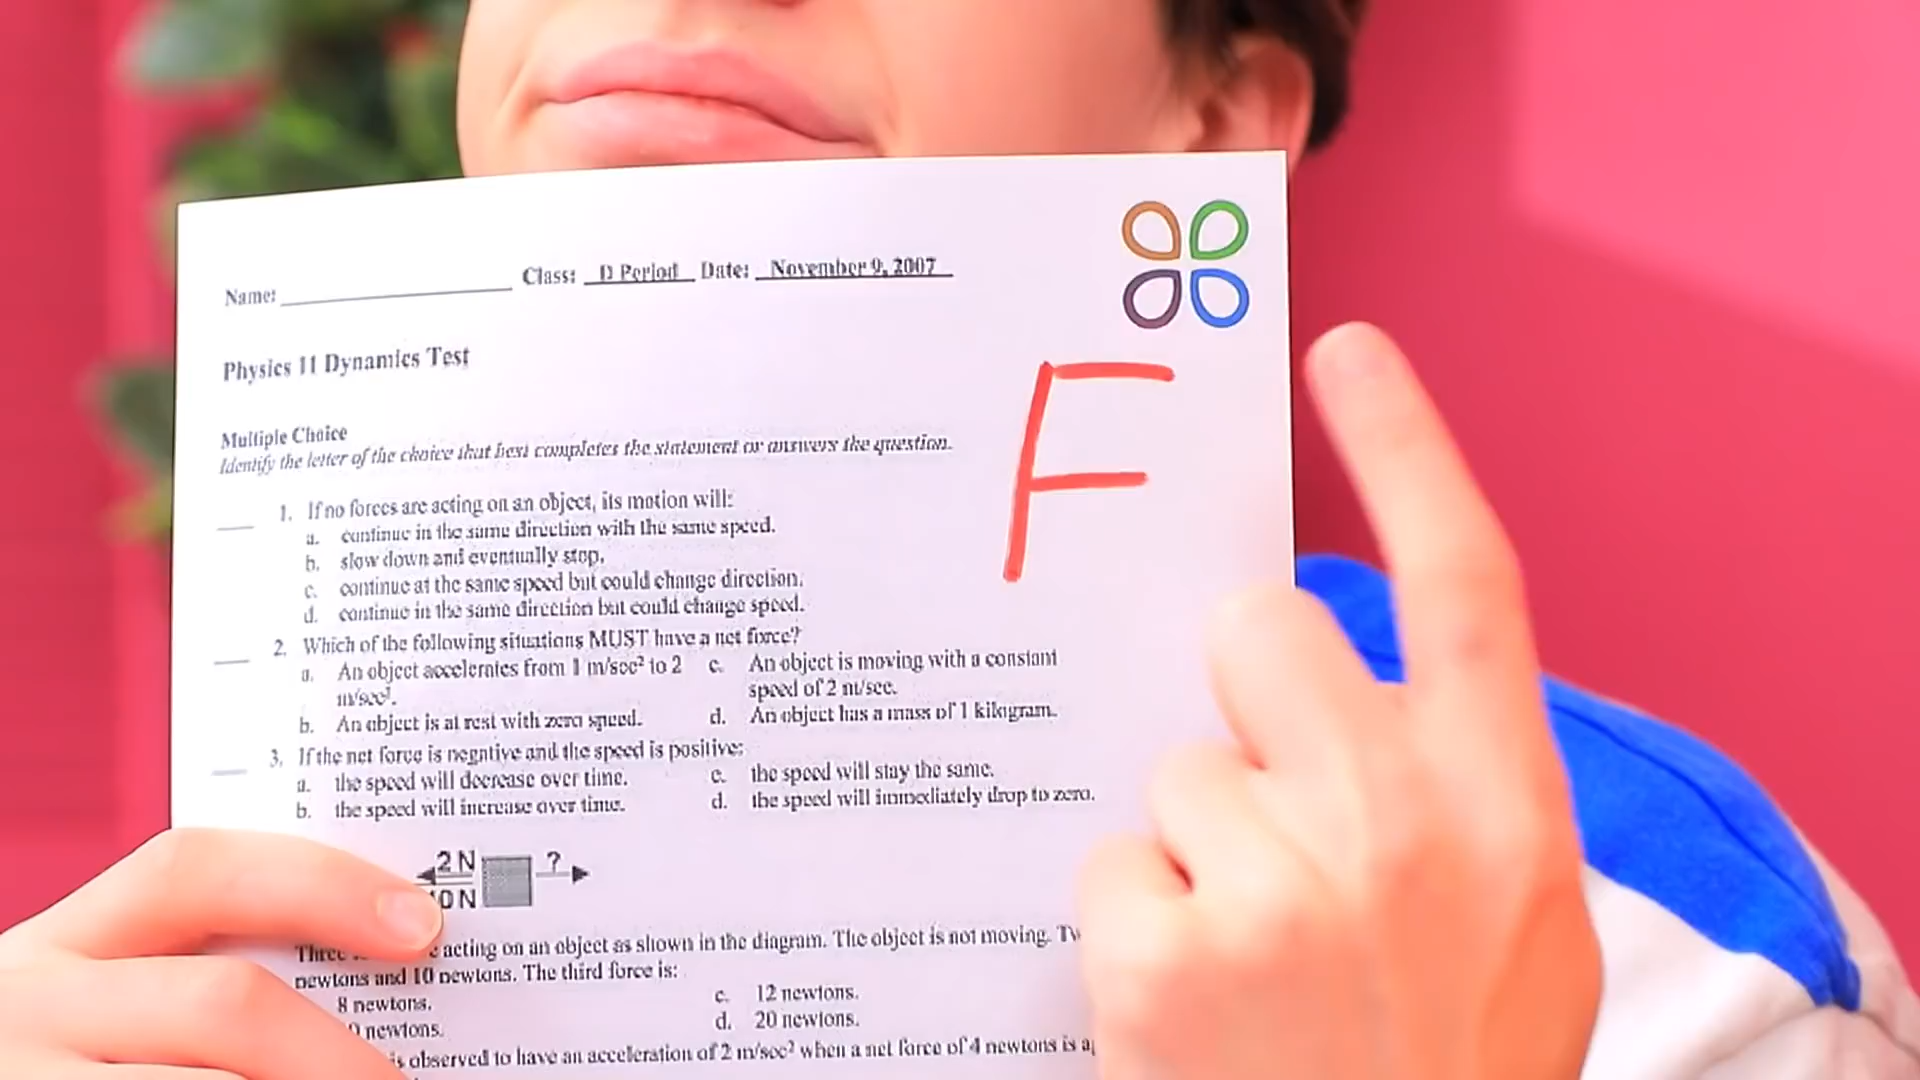 Name: Class: D Period Date: November 9, 2007
Physics 11 Dynamics Test
F
Multiple Choice
Identify the letter of the choice that best completes the statement or answers the question.
1. If no forces are acting on an object, its motion will:
a. continue in the same direction with the same speed.
b. slow down and eventually stop.
c. continue at the same speed but could change direction.
d. continue in the same direction but could change speed.
2. Which of the following situations MUST have a net force?
a. An object accelerates from 1 m/sec² to 2 m/sec².
b. An object is at rest with zero speed.
c. An object is moving with a constant speed of 2 m/sec.
d. An object has a mass of 1 kilogram.
3. If the net force is negative and the speed is positive:
a. the speed will decrease over time.
b. the speed will increase over time.
c. the speed will stay the same.
d. the speed will immediately drop to zero.
2 N ?
0 N
Three acting on an object as shown in the diagram. The object is not moving.
newtons and 10 newtons. The third force is:
8 newtons.
newtons.
c. 12 newtons.
d. 20 newtons.
is observed to have an acceleration of 2 m/sec² when a net force of 4 newtons is